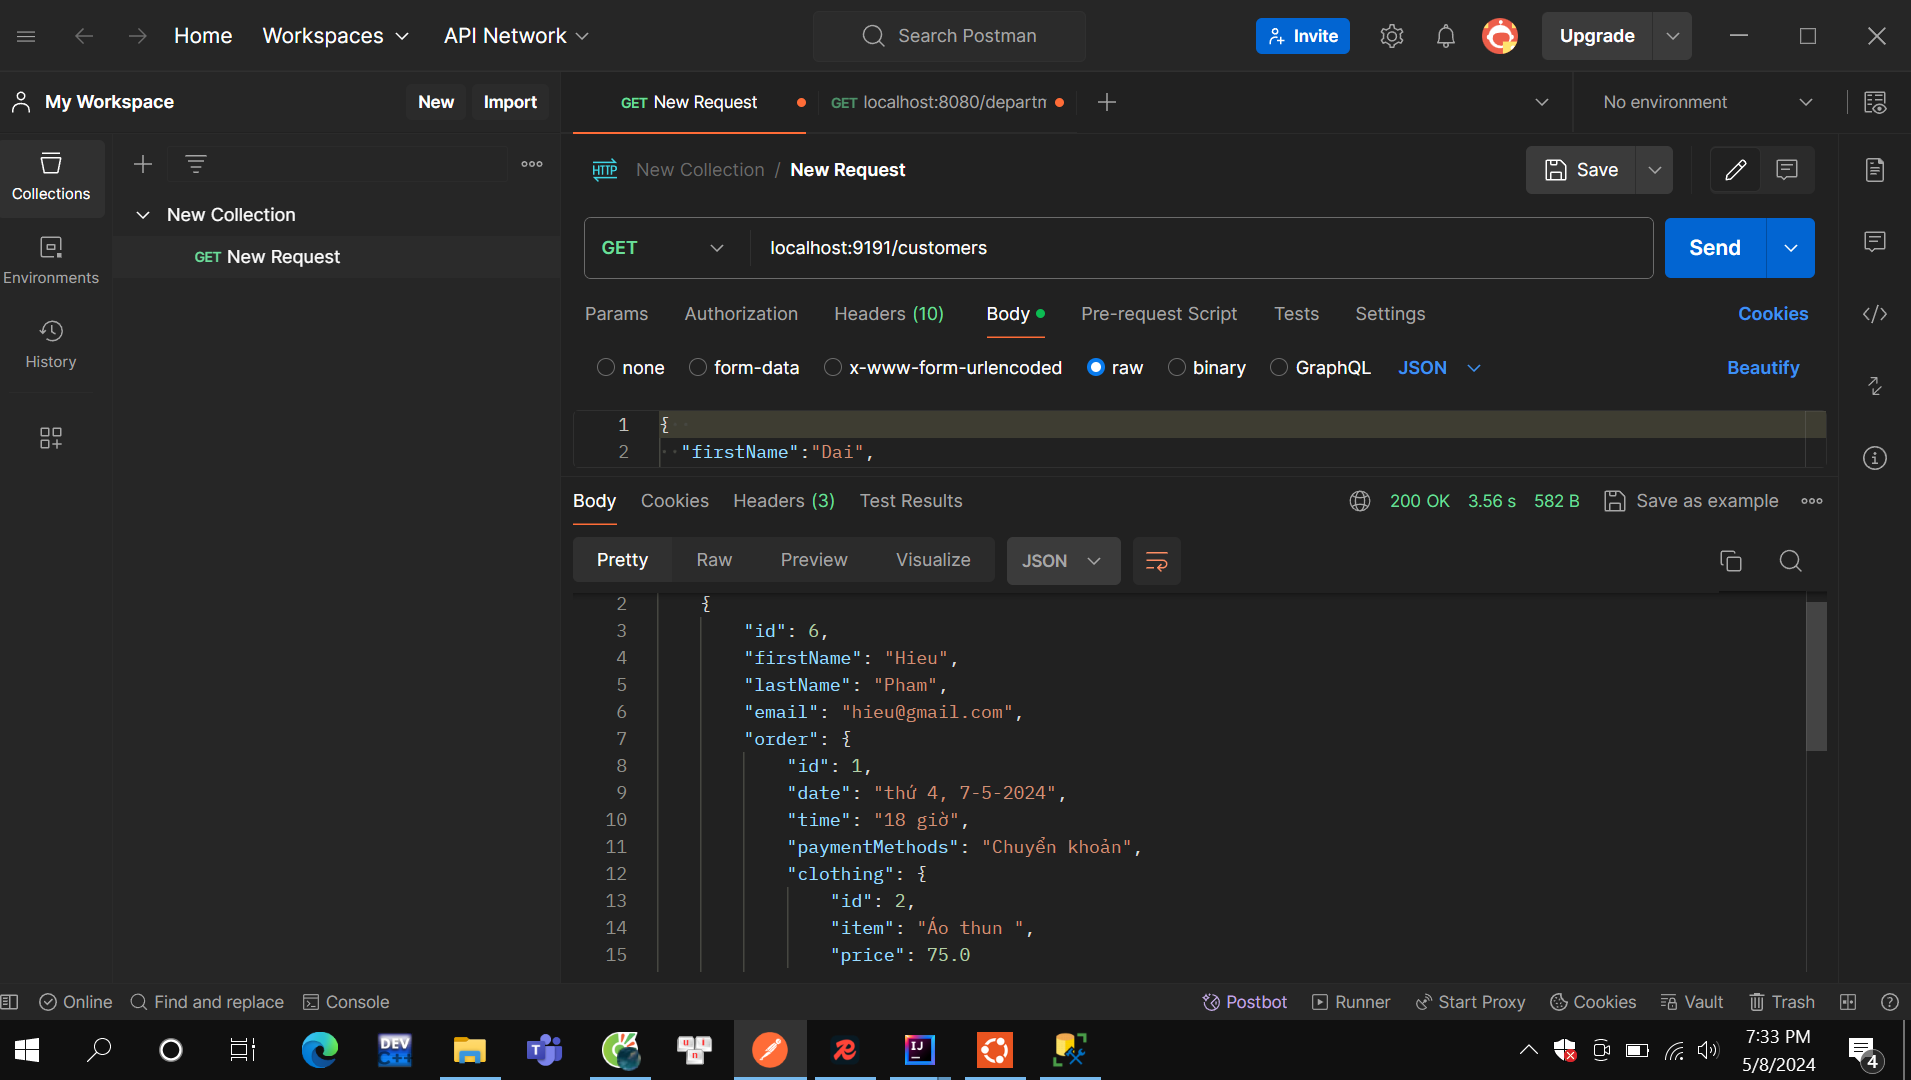 Home Workspaces API Network Search Postman Invite Upgrade
My Workspace New Import GET New Request GET localhost:8080/departm No environment
Collections
Environments
History
New Collection
GET New Request
HTTP New Collection / New Request Save
GET localhost:9191/customers Send
Params Authorization Headers (10) Body Pre-request Script Tests Settings Cookies
none form-data x-www-form-urlencoded raw binary GraphQL JSON Beautify
1 {
2 "firstName":"Dai",
Body Cookies Headers (3) Test Results 200 OK 3.56 s 582 B Save as example
Pretty Raw Preview Visualize JSON
2 {
3 "id": 6,
4 "firstName": "Hieu",
5 "lastName": "Pham",
6 "email": "hieu@gmail.com",
7 "order": {
8 "id": 1,
9 "date": "thứ 4, 7-5-2024",
10 "time": "18 giờ",
11 "paymentMethods": "Chuyển khoản",
12 "clothing": {
13 "id": 2,
14 "item": "Áo thun ",
15 "price": 75.0
Online Find and replace Console Postbot Runner Start Proxy Cookies Vault Trash
DEV C++
U I N
IJ
7:33 PM
5/8/2024
4